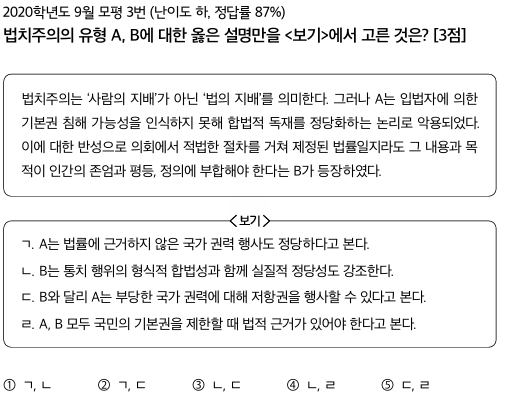 2020학년도 9월 모평 3번 (난이도 하, 정답률 87%)
법치주의의 유형 A, B에 대한 옳은 설명만을 <보기>에서 고른 것은? [3점]
법치주의는 ‘사람의 지배’가 아닌 ‘법의 지배’를 의미한다. 그러나 A는 입법자에 의한
기본권 침해 가능성을 인식하지 못해 합법적 독재를 정당화하는 논리로 악용되었다.
이에 대한 반성으로 의회에서 적법한 절차를 거쳐 제정된 법률일지라도 그 내용과 목
적이 인간의 존엄과 평등, 정의에 부합해야 한다는 B가 등장하였다.
<보기>
ㄱ. A는 법률에 근거하지 않은 국가 권력 행사도 정당하다고 본다.
ㄴ. B는 통치 행위의 형식적 합법성과 함께 실질적 정당성도 강조한다.
ㄷ. B와 달리 A는 부당한 국가 권력에 대해 저항권을 행사할 수 있다고 본다.
ㄹ. A, B 모두 국민의 기본권을 제한할 때 법적 근거가 있어야 한다고 본다.
① ㄱ, ㄴ ② ㄱ, ㄷ ③ ㄴ, ㄷ ④ ㄴ, ㄹ ⑤ ㄷ, ㄹ